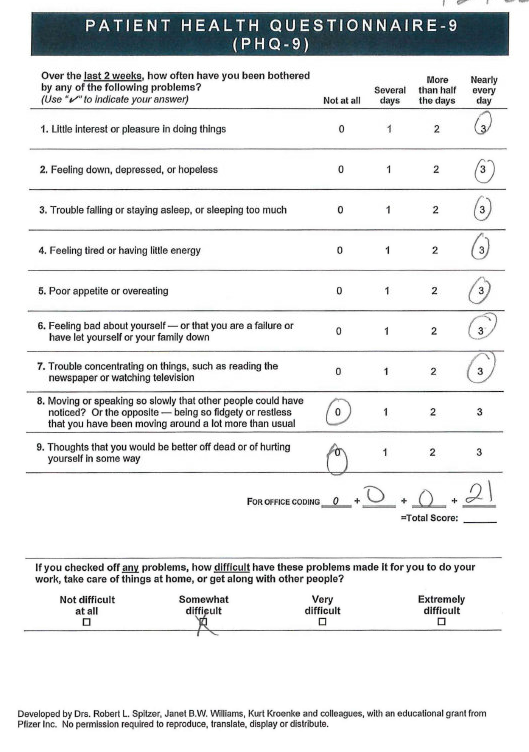 PATIENT HEALTH QUESTIONNAIRE-9
(PHQ-9)
Over the last 2 weeks, how often have you been bothered
by any of the following problems?
(Use "✔" to indicate your answer)
Not at all
Several
days
More
than half
the days
Nearly
every
day
1. Little interest or pleasure in doing things 0 1 2 3
2. Feeling down, depressed, or hopeless 0 1 2 3
3. Trouble falling or staying asleep, or sleeping too much 0 1 2 3
4. Feeling tired or having little energy 0 1 2 3
5. Poor appetite or overeating 0 1 2 3
6. Feeling bad about yourself — or that you are a failure or
have let yourself or your family down 0 1 2 3
7. Trouble concentrating on things, such as reading the
newspaper or watching television 0 1 2 3
8. Moving or speaking so slowly that other people could have
noticed? Or the opposite — being so fidgety or restless
that you have been moving around a lot more than usual 0 1 2 3
9. Thoughts that you would be better off dead or of hurting
yourself in some way 0 1 2 3
FOR OFFICE CODING 0 + 0 + 0 + 21
=Total Score:
If you checked off any problems, how difficult have these problems made it for you to do your
work, take care of things at home, or get along with other people?
Not difficult
at all
Somewhat
difficult
Very
difficult
Extremely
difficult
Developed by Drs. Robert L. Spitzer, Janet B.W. Williams, Kurt Kroenke and colleagues, with an educational grant from
Pfizer Inc. No permission required to reproduce, translate, display or distribute.